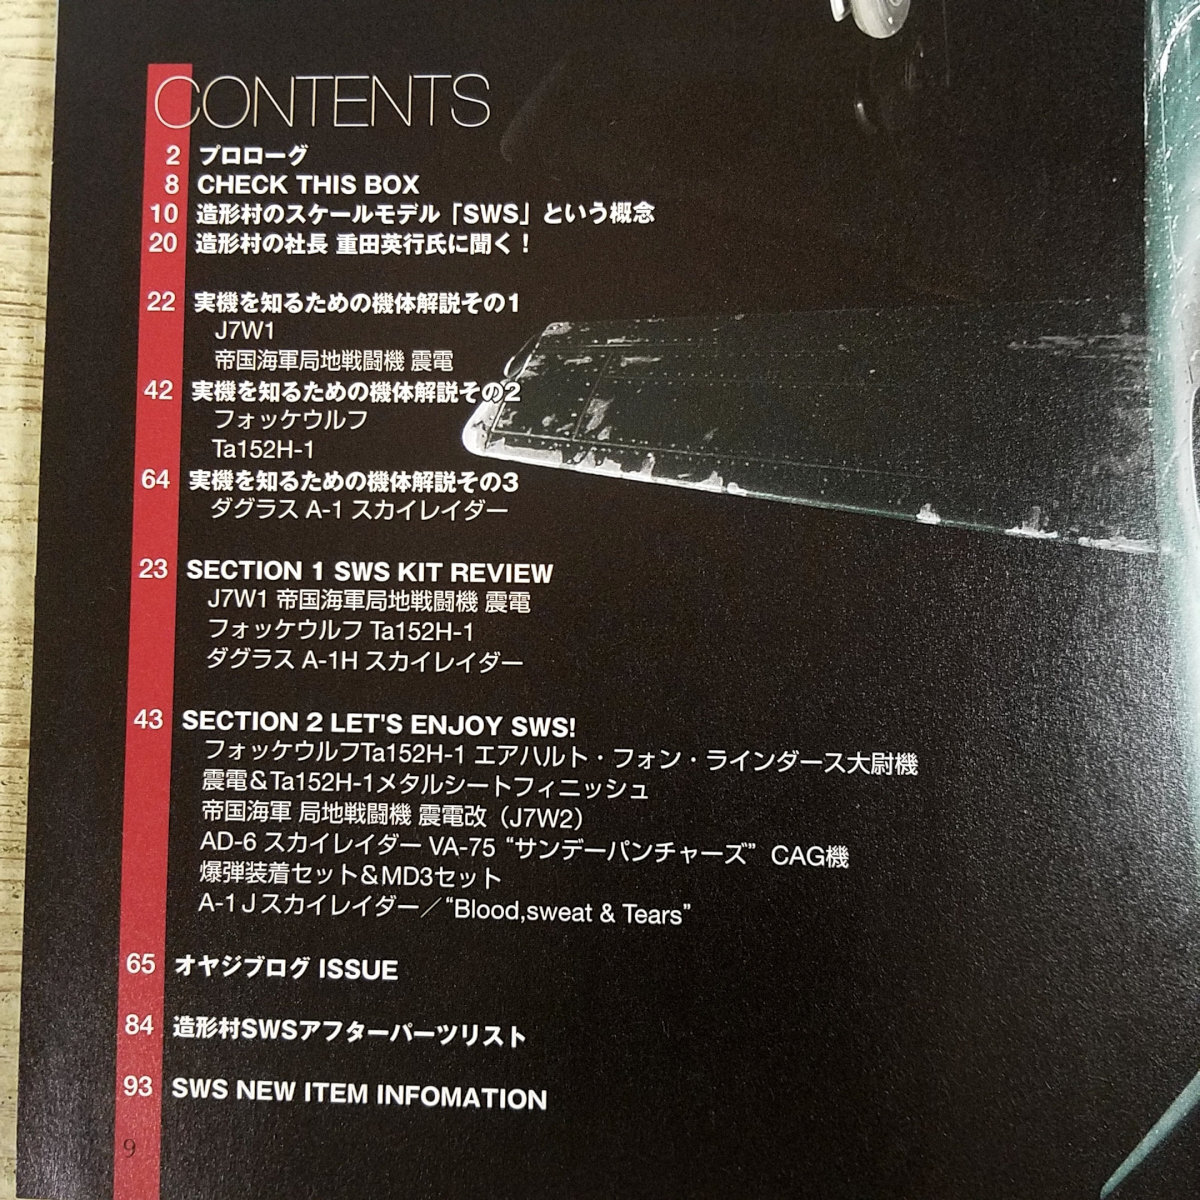 CONTENTS
2 プロローグ
8 CHECK THIS BOX
10 造形村のスケールモデル「SWS」という概念
20 造形村の社長 重田英行氏に聞く！
22 実機を知るための機体解説その1
J7W1
帝国海軍局地戦闘機 震電
42 実機を知るための機体解説その2
フォッケウルフ
Ta152H-1
64 実機を知るための機体解説その3
ダグラス A-1 スカイレイダー
23 SECTION 1 SWS KIT REVIEW
J7W1 帝国海軍局地戦闘機 震電
フォッケウルフ Ta152H-1
ダグラス A-1H スカイレイダー
43 SECTION 2 LET'S ENJOY SWS!
フォッケウルフTa152H-1 エアハルト・フォン・ラインダース大尉機
震電＆Ta152H-1メタルシートフィニッシュ
帝国海軍 局地戦闘機 震電改（J7W2）
AD-6 スカイレイダー VA-75 “サンデーパンチャーズ” CAG機
爆弾装着セット＆MD3セット
A-1Jスカイレイダー／“Blood,sweat & Tears”
65 オヤジブログ ISSUE
84 造形村SWSアフターパーツリスト
93 SWS NEW ITEM INFOMATION
9